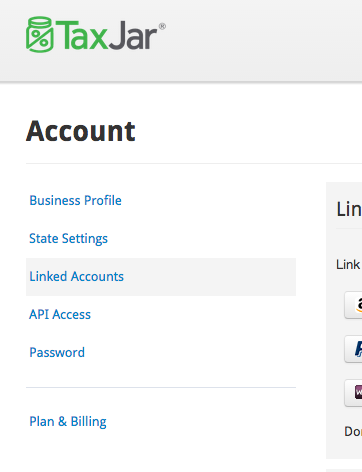 TaxJar®
Account
Business Profile
State Settings
Linked Accounts
API Access
Password
Plan & Billing
Lin
Link
Do